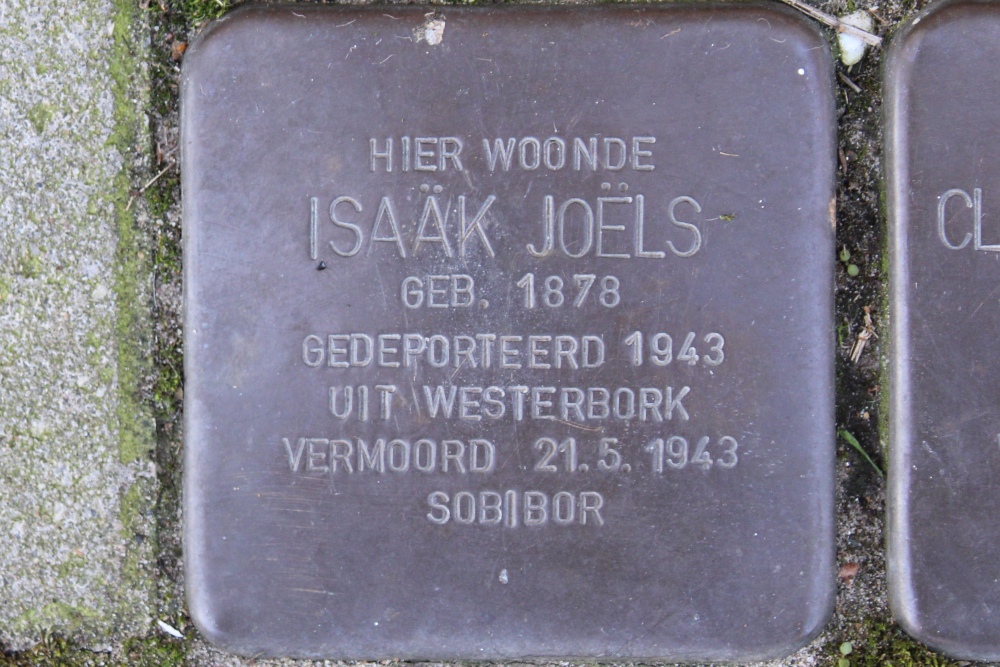 HIER WOONDE
ISAÄK JOËLS
GEB. 1878
GEDEPORTEERD 1943
UIT WESTERBORK
VERMOORD 21.5.1943
SOBIBOR